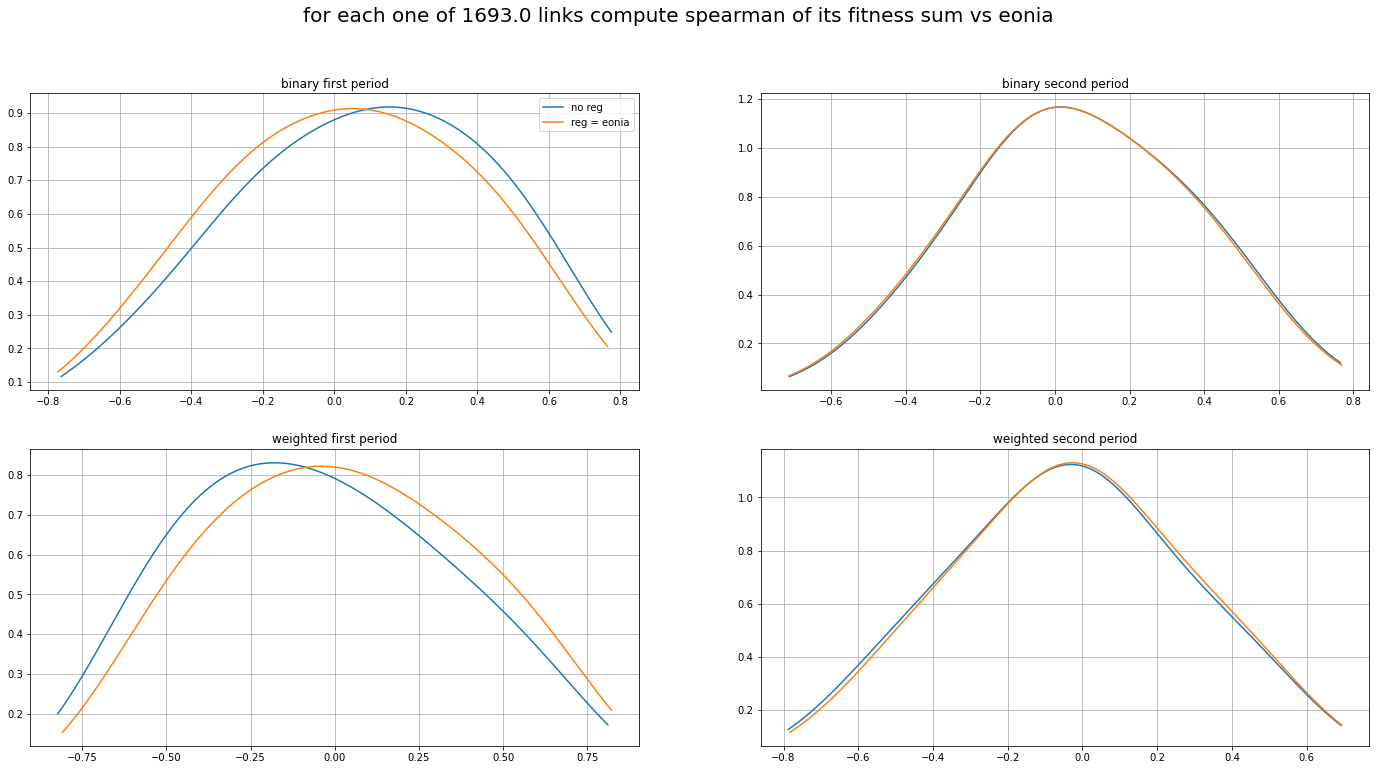 for each one of 1693.0 links compute spearman of its fitness sum vs eonia
binary first period
0.9
0.8
0.7
0.6
0.5
0.4
0.3
0.2
0.1
no reg
reg = eonia
−0.8 −0.6 −0.4 −0.2 0.0 0.2 0.4 0.6 0.8
binary second period
1.2
1.0
0.8
0.6
0.4
0.2
−0.6 −0.4 −0.2 0.0 0.2 0.4 0.6 0.8
weighted first period
0.8
0.7
0.6
0.5
0.4
0.3
0.2
−0.75 −0.50 −0.25 0.00 0.25 0.50 0.75
weighted second period
1.0
0.8
0.6
0.4
0.2
−0.8 −0.6 −0.4 −0.2 0.0 0.2 0.4 0.6